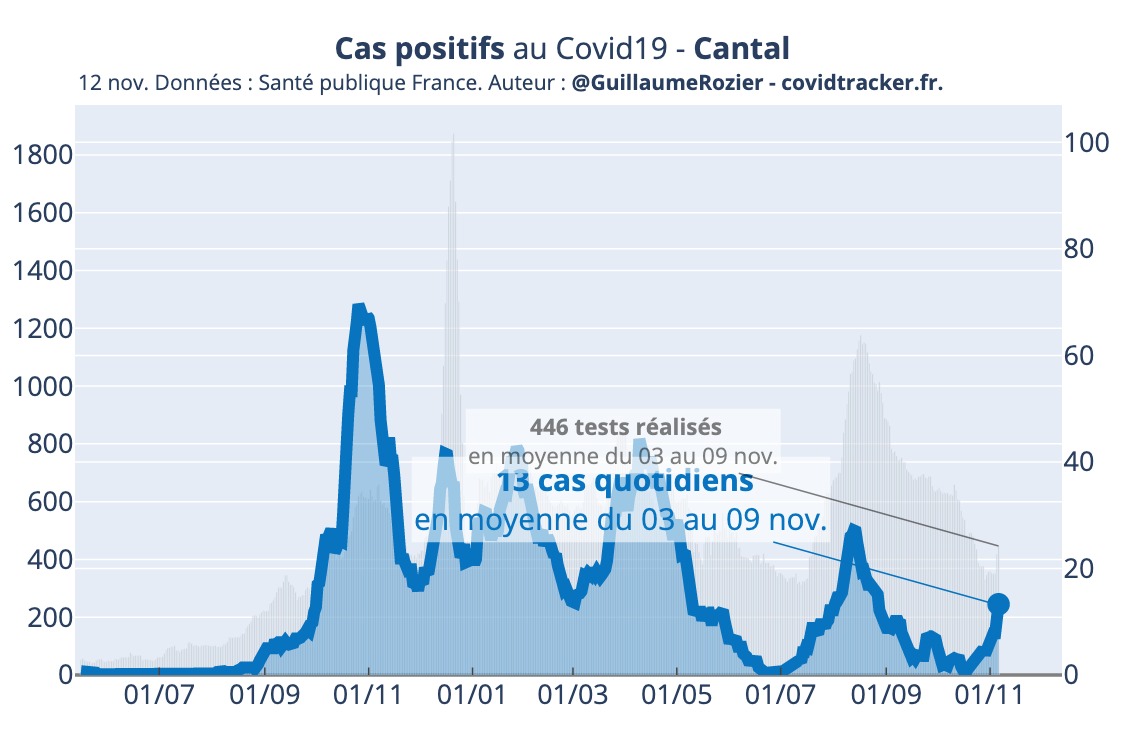 Cas positifs au Covid19 - Cantal
12 nov. Données : Santé publique France. Auteur : @GuillaumeRozier - covidtracker.fr.
1800
1600
1400
1200
1000
800
600
400
200
0
100
80
60
40
20
0
446 tests réalisés
en moyenne du 03 au 09 nov.
13 cas quotidiens
en moyenne du 03 au 09 nov.
01/07 01/09 01/11 01/01 01/03 01/05 01/07 01/09 01/11